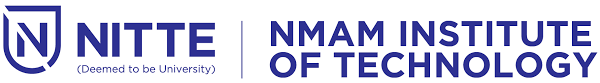 N NITTE
(Deemed to be University)
NMAM INSTITUTE
OF TECHNOLOGY